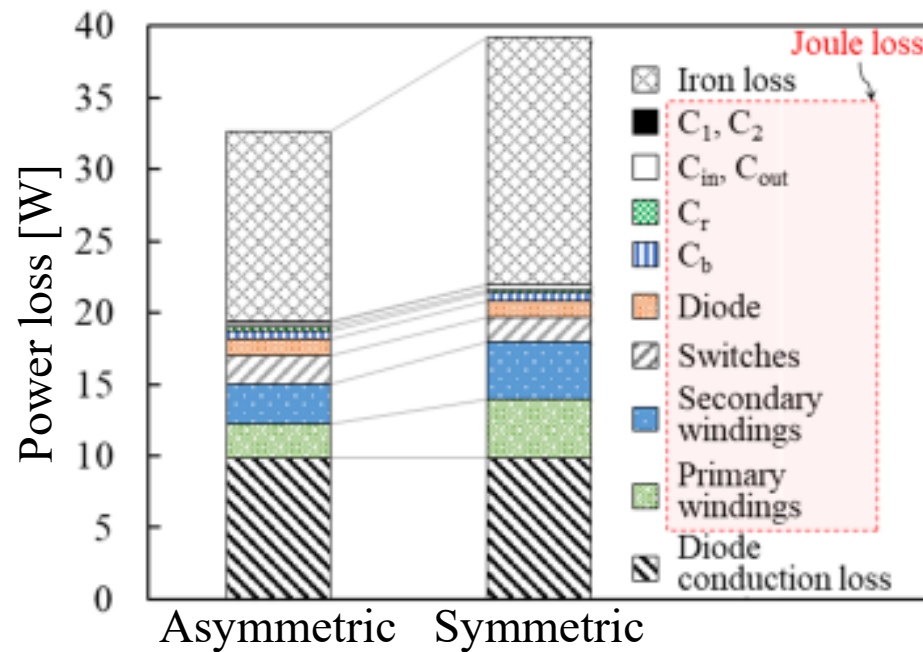 Power loss [W]
40
35
30
25
20
15
10
5
0
Asymmetric
Symmetric
Joule loss
Iron loss
C₁, C₂
Cᵢₙ, Cₒᵤₜ
Cᵣ
C_b
Diode
Switches
Secondary
windings
Primary
windings
Diode
conduction loss